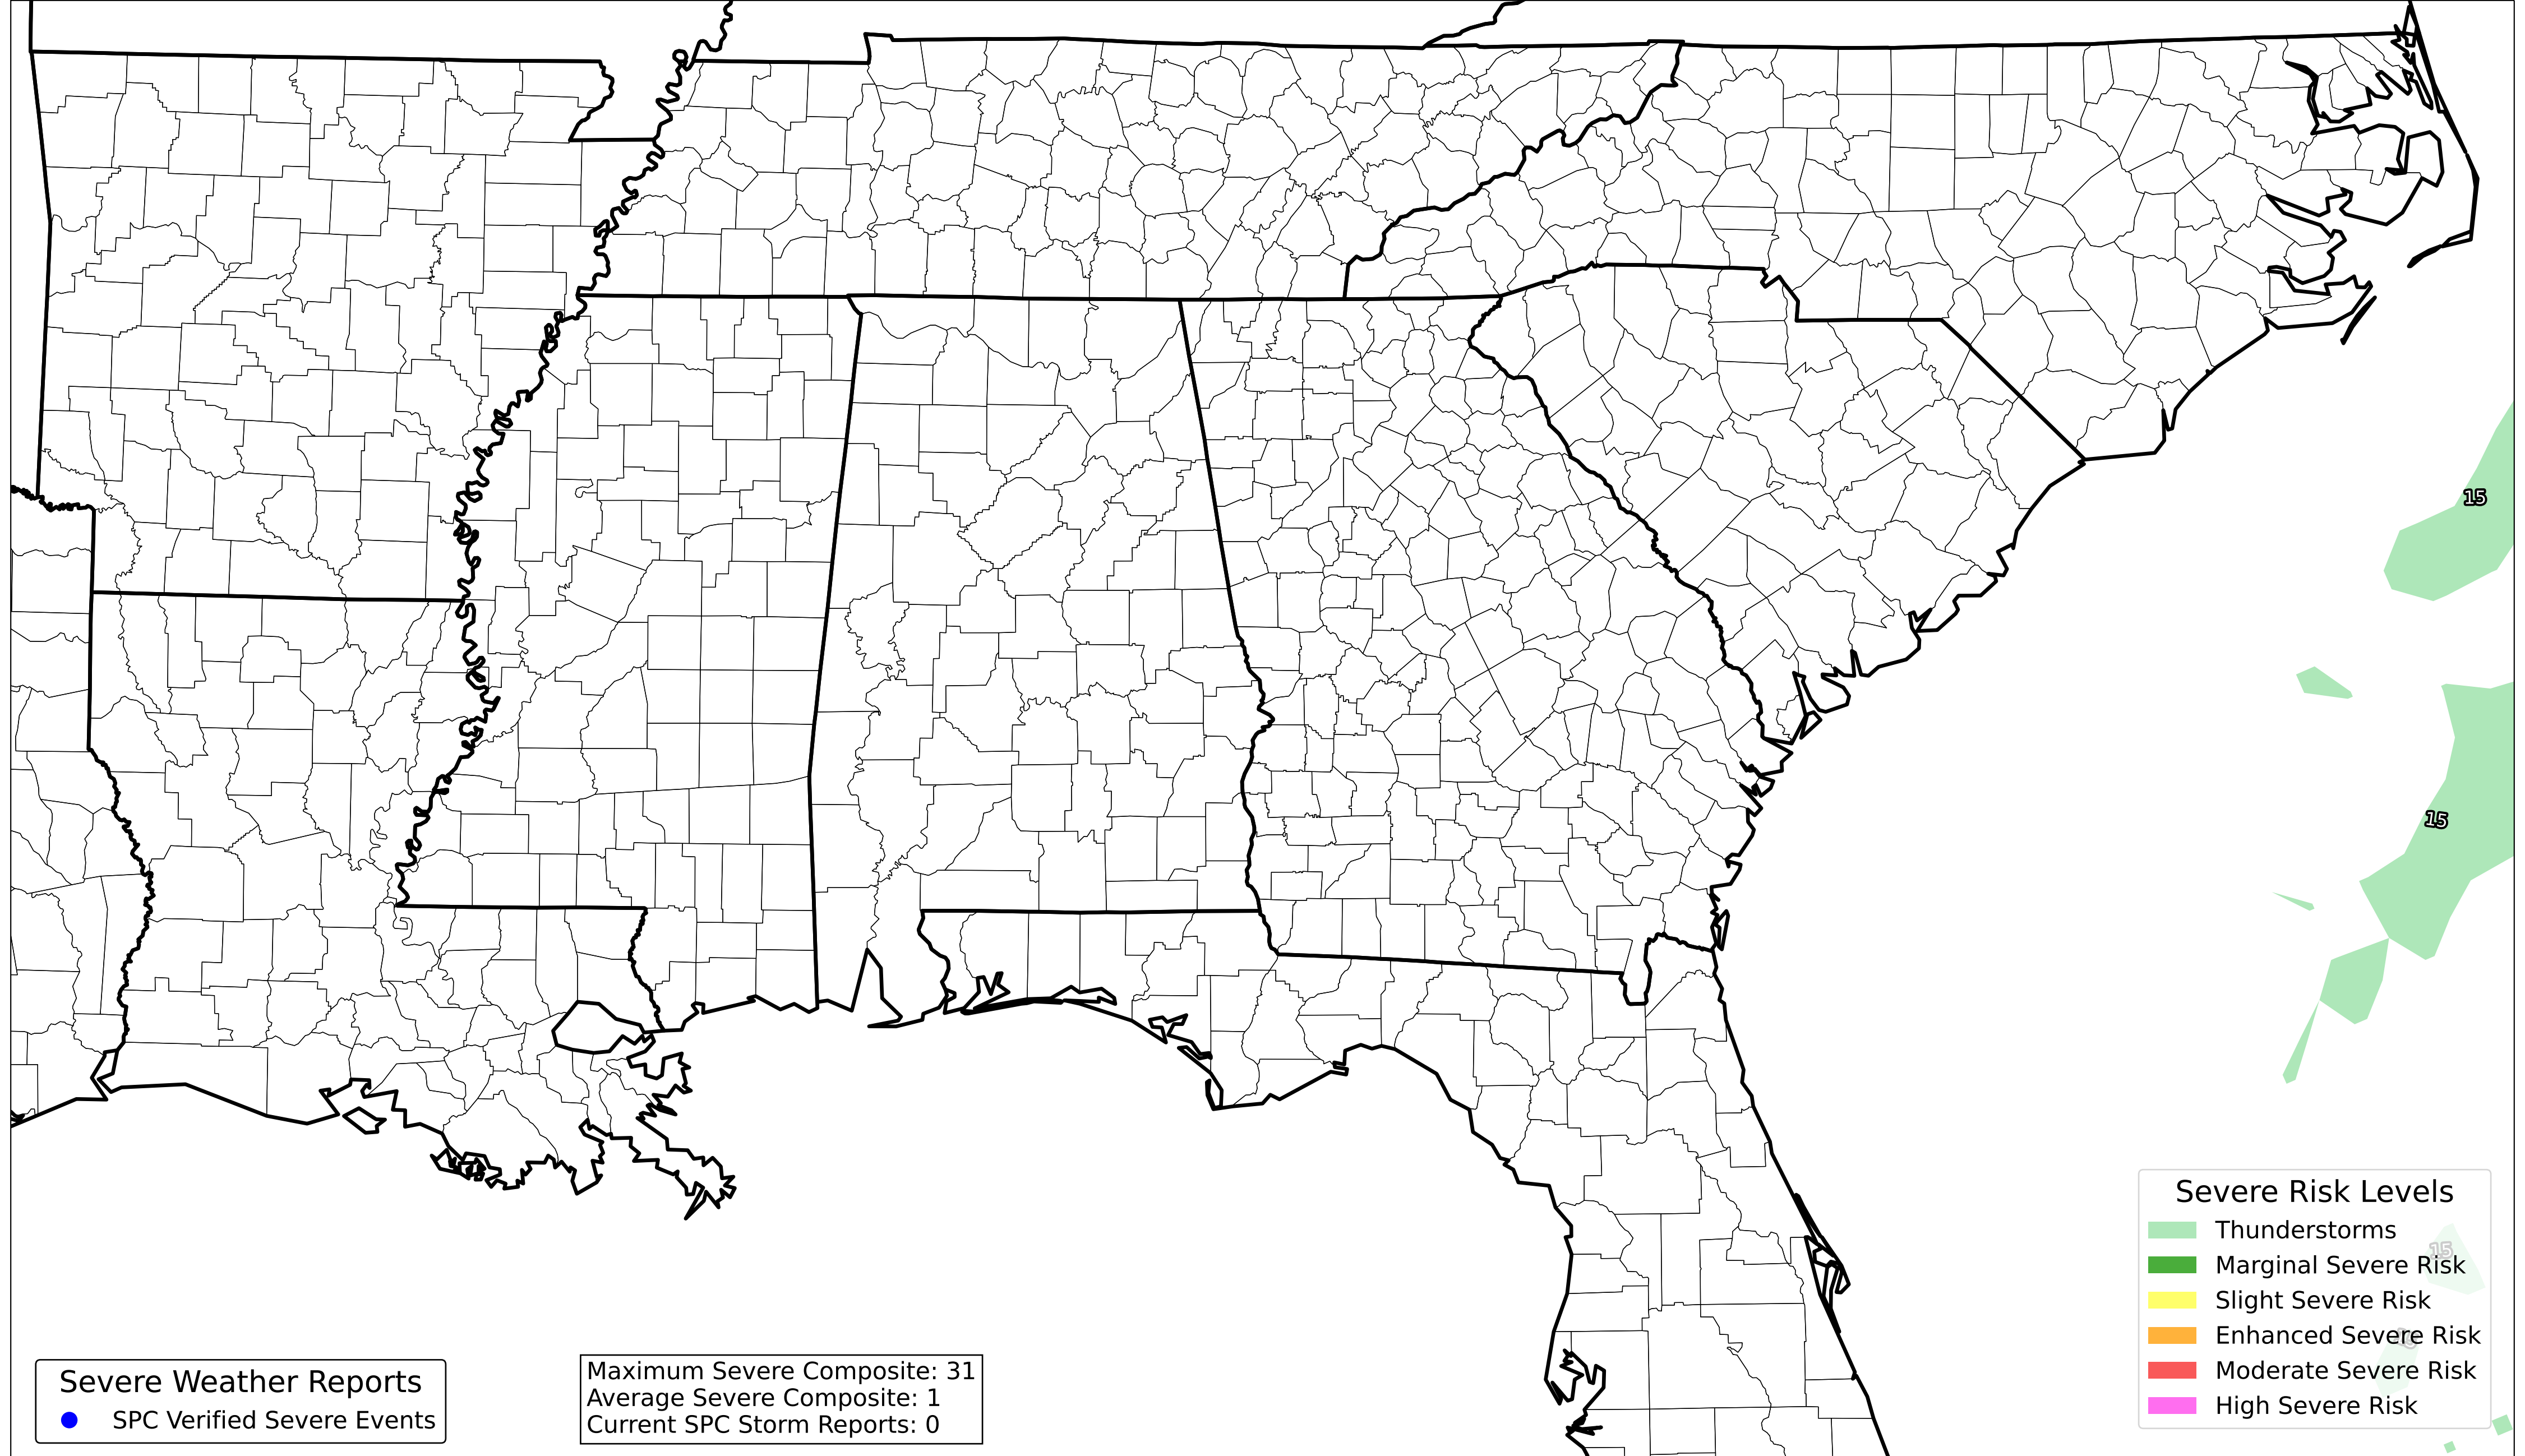 15
15
Severe Risk Levels
Thunderstorms
15
Marginal Severe Risk
Slight Severe Risk
Enhanced Severe Risk
Moderate Severe Risk
High Severe Risk
Severe Weather Reports
SPC Verified Severe Events
Maximum Severe Composite: 31
Average Severe Composite: 1
Current SPC Storm Reports: 0